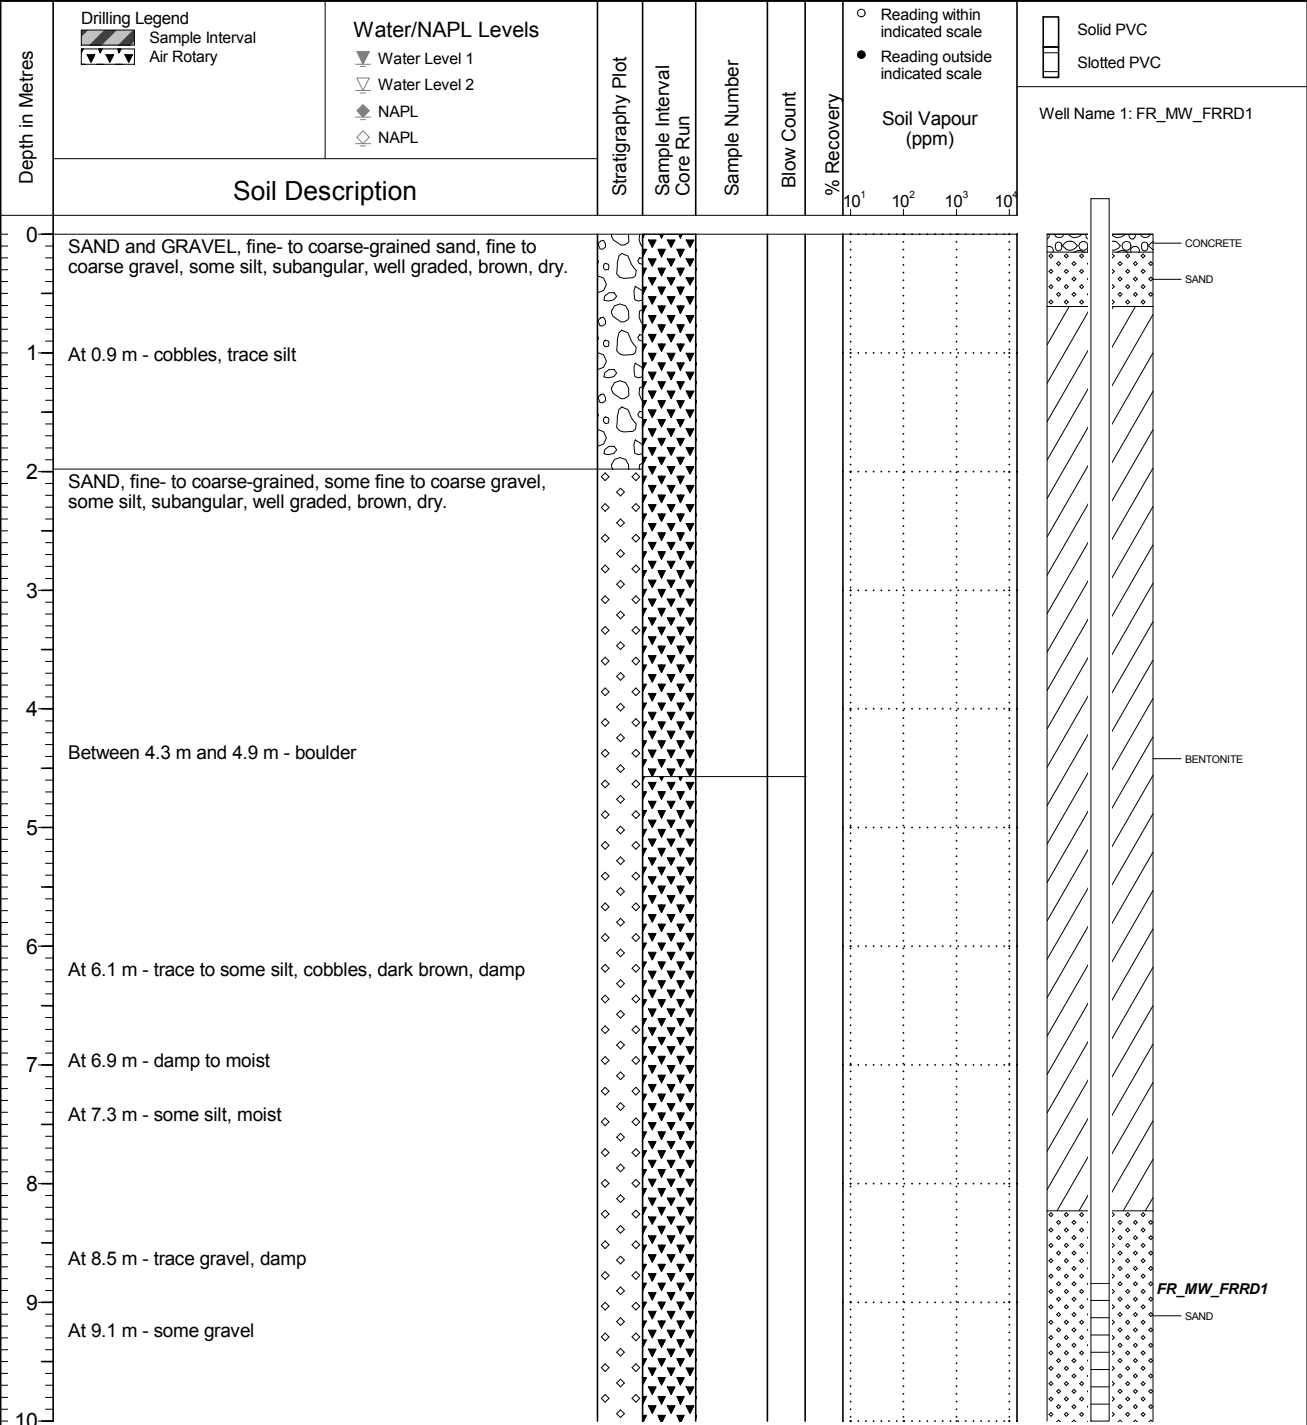 Drilling Legend
Sample Interval
Air Rotary
Water/NAPL Levels
Water Level 1
Water Level 2
NAPL
NAPL
Depth in Metres
Soil Description
Stratigraphy Plot
Sample Interval
Core Run
Sample Number
Blow Count
% Recovery
Reading within
indicated scale
Reading outside
indicated scale
Soil Vapour
(ppm)
10¹ 10² 10³ 10⁴
Solid PVC
Slotted PVC
Well Name 1: FR_MW_FRRD1
0
SAND and GRAVEL, fine- to coarse-grained sand, fine to
coarse gravel, some silt, subangular, well graded, brown, dry.
CONCRETE
SAND
1
At 0.9 m - cobbles, trace silt
2
SAND, fine- to coarse-grained, some fine to coarse gravel,
some silt, subangular, well graded, brown, dry.
3
4
Between 4.3 m and 4.9 m - boulder
BENTONITE
5
6
At 6.1 m - trace to some silt, cobbles, dark brown, damp
7
At 6.9 m - damp to moist
At 7.3 m - some silt, moist
8
At 8.5 m - trace gravel, damp
FR_MW_FRRD1
9
SAND
At 9.1 m - some gravel
10